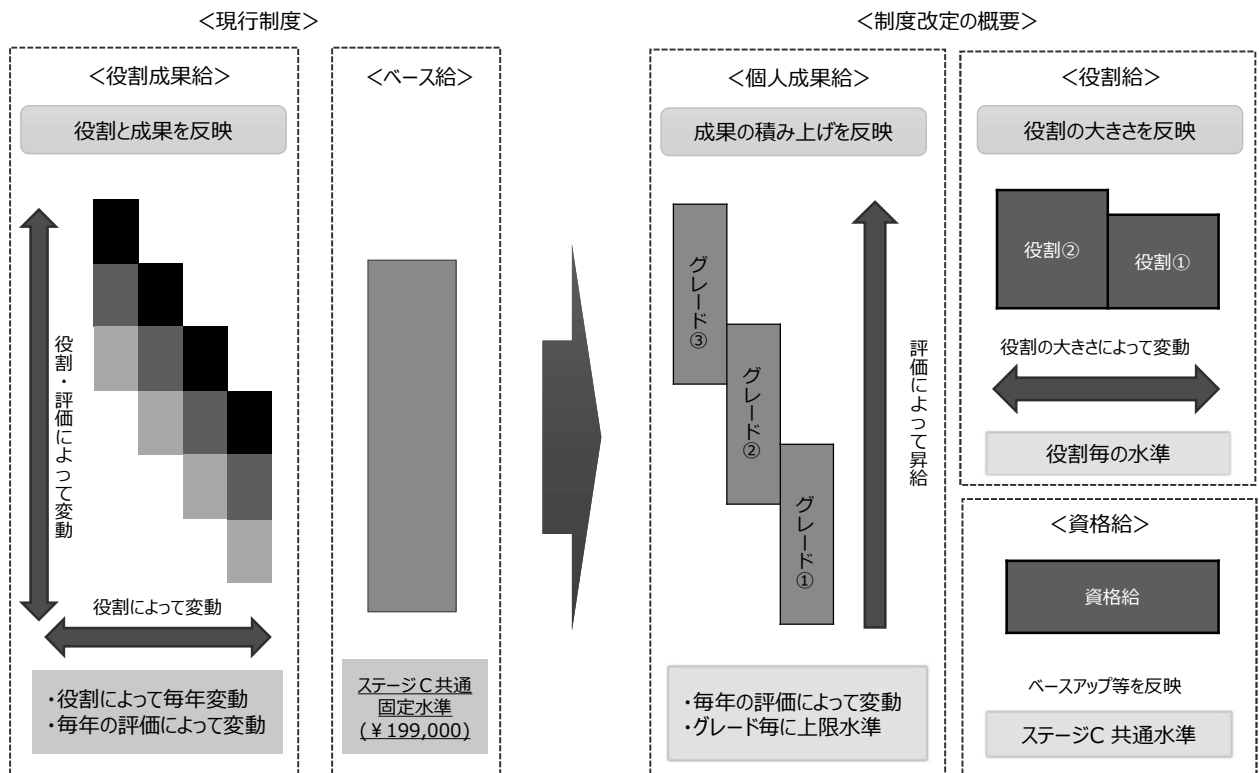 ＜現行制度＞
＜役割成果給＞
役割と成果を反映
役割・評価によって変動
役割によって変動
・役割によって毎年変動
・毎年の評価によって変動
＜ベース給＞
ステージＣ共通
固定水準
(￥199,000)
＜制度改定の概要＞
＜個人成果給＞
成果の積み上げを反映
グレード③
グレード②
グレード①
評価によって昇給
・毎年の評価によって変動
・グレード毎に上限水準
＜役割給＞
役割の大きさを反映
役割②
役割①
役割の大きさによって変動
役割毎の水準
＜資格給＞
資格給
ベースアップ等を反映
ステージC 共通水準